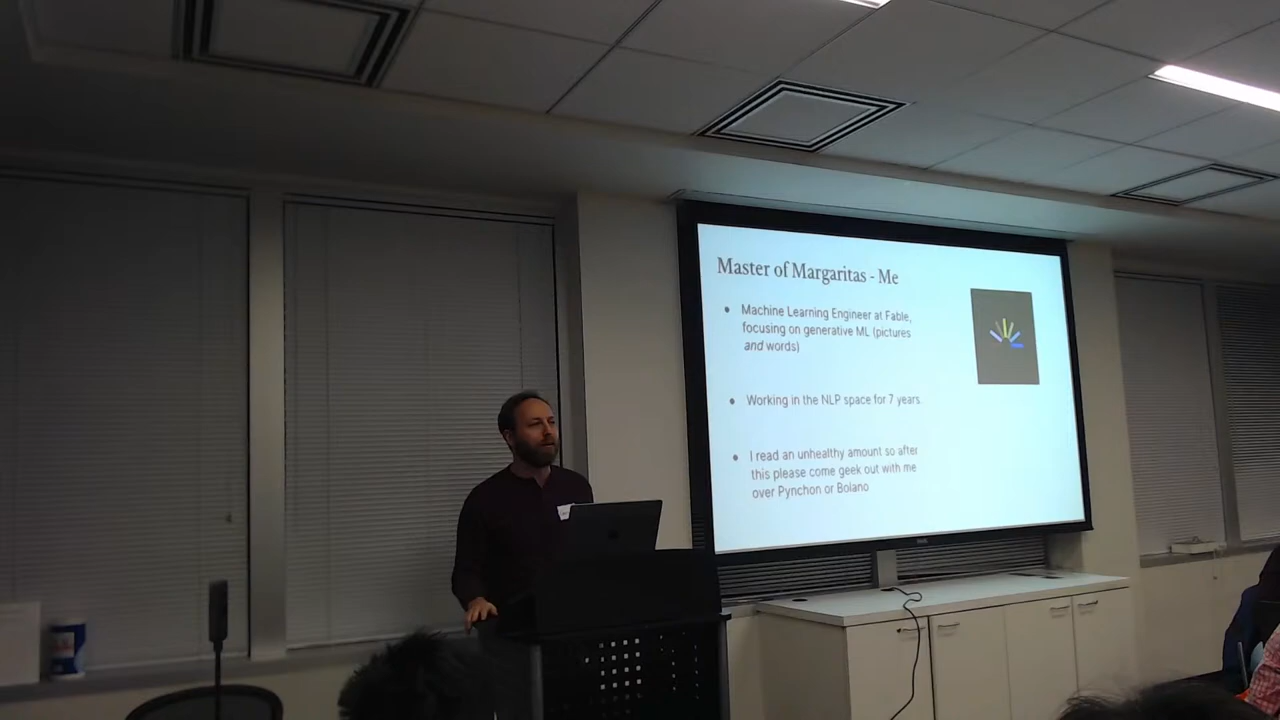 Master of Margaritas - Me
Machine Learning Engineer at Fable,
focusing on generative ML (pictures
and words)
Working in the NLP space for 7 years
I read an unhealthy amount so after
this please come geek out with me
over Pynchon or Bolano